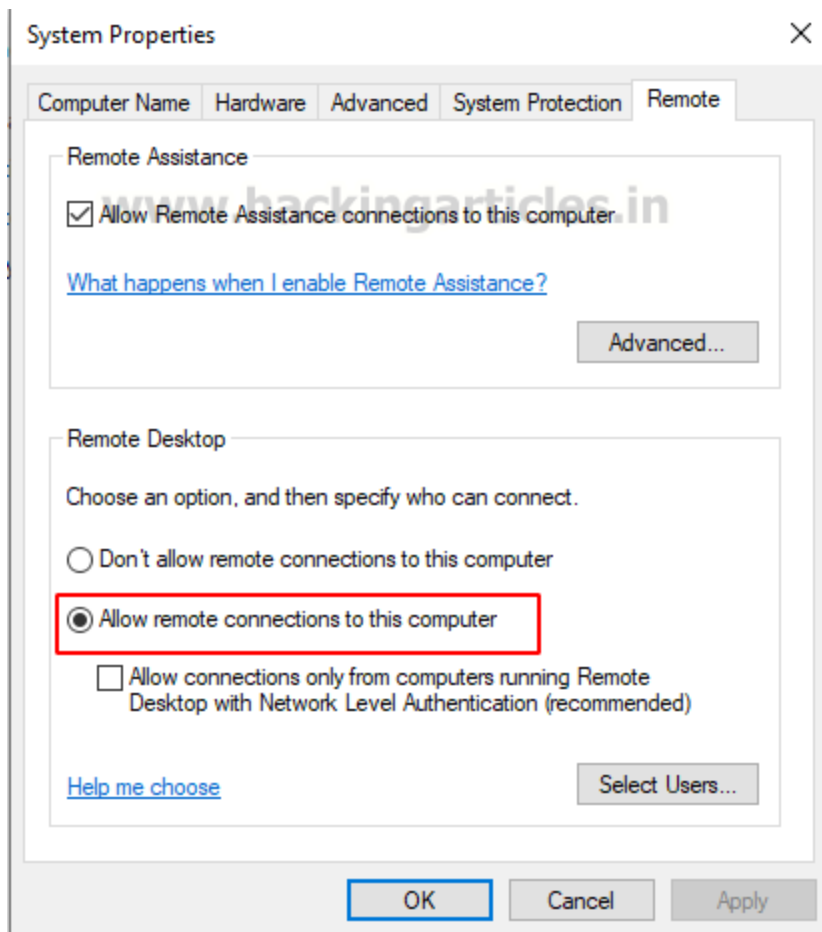 System Properties
Computer Name
Hardware
Advanced
System Protection
Remote
Remote Assistance
www.hackingarticles.in
Allow Remote Assistance connections to this computer
What happens when I enable Remote Assistance?
Advanced...
Remote Desktop
Choose an option, and then specify who can connect.
Don't allow remote connections to this computer
Allow remote connections to this computer
Allow connections only from computers running Remote
Desktop with Network Level Authentication (recommended)
Help me choose
Select Users...
OK
Cancel
Apply